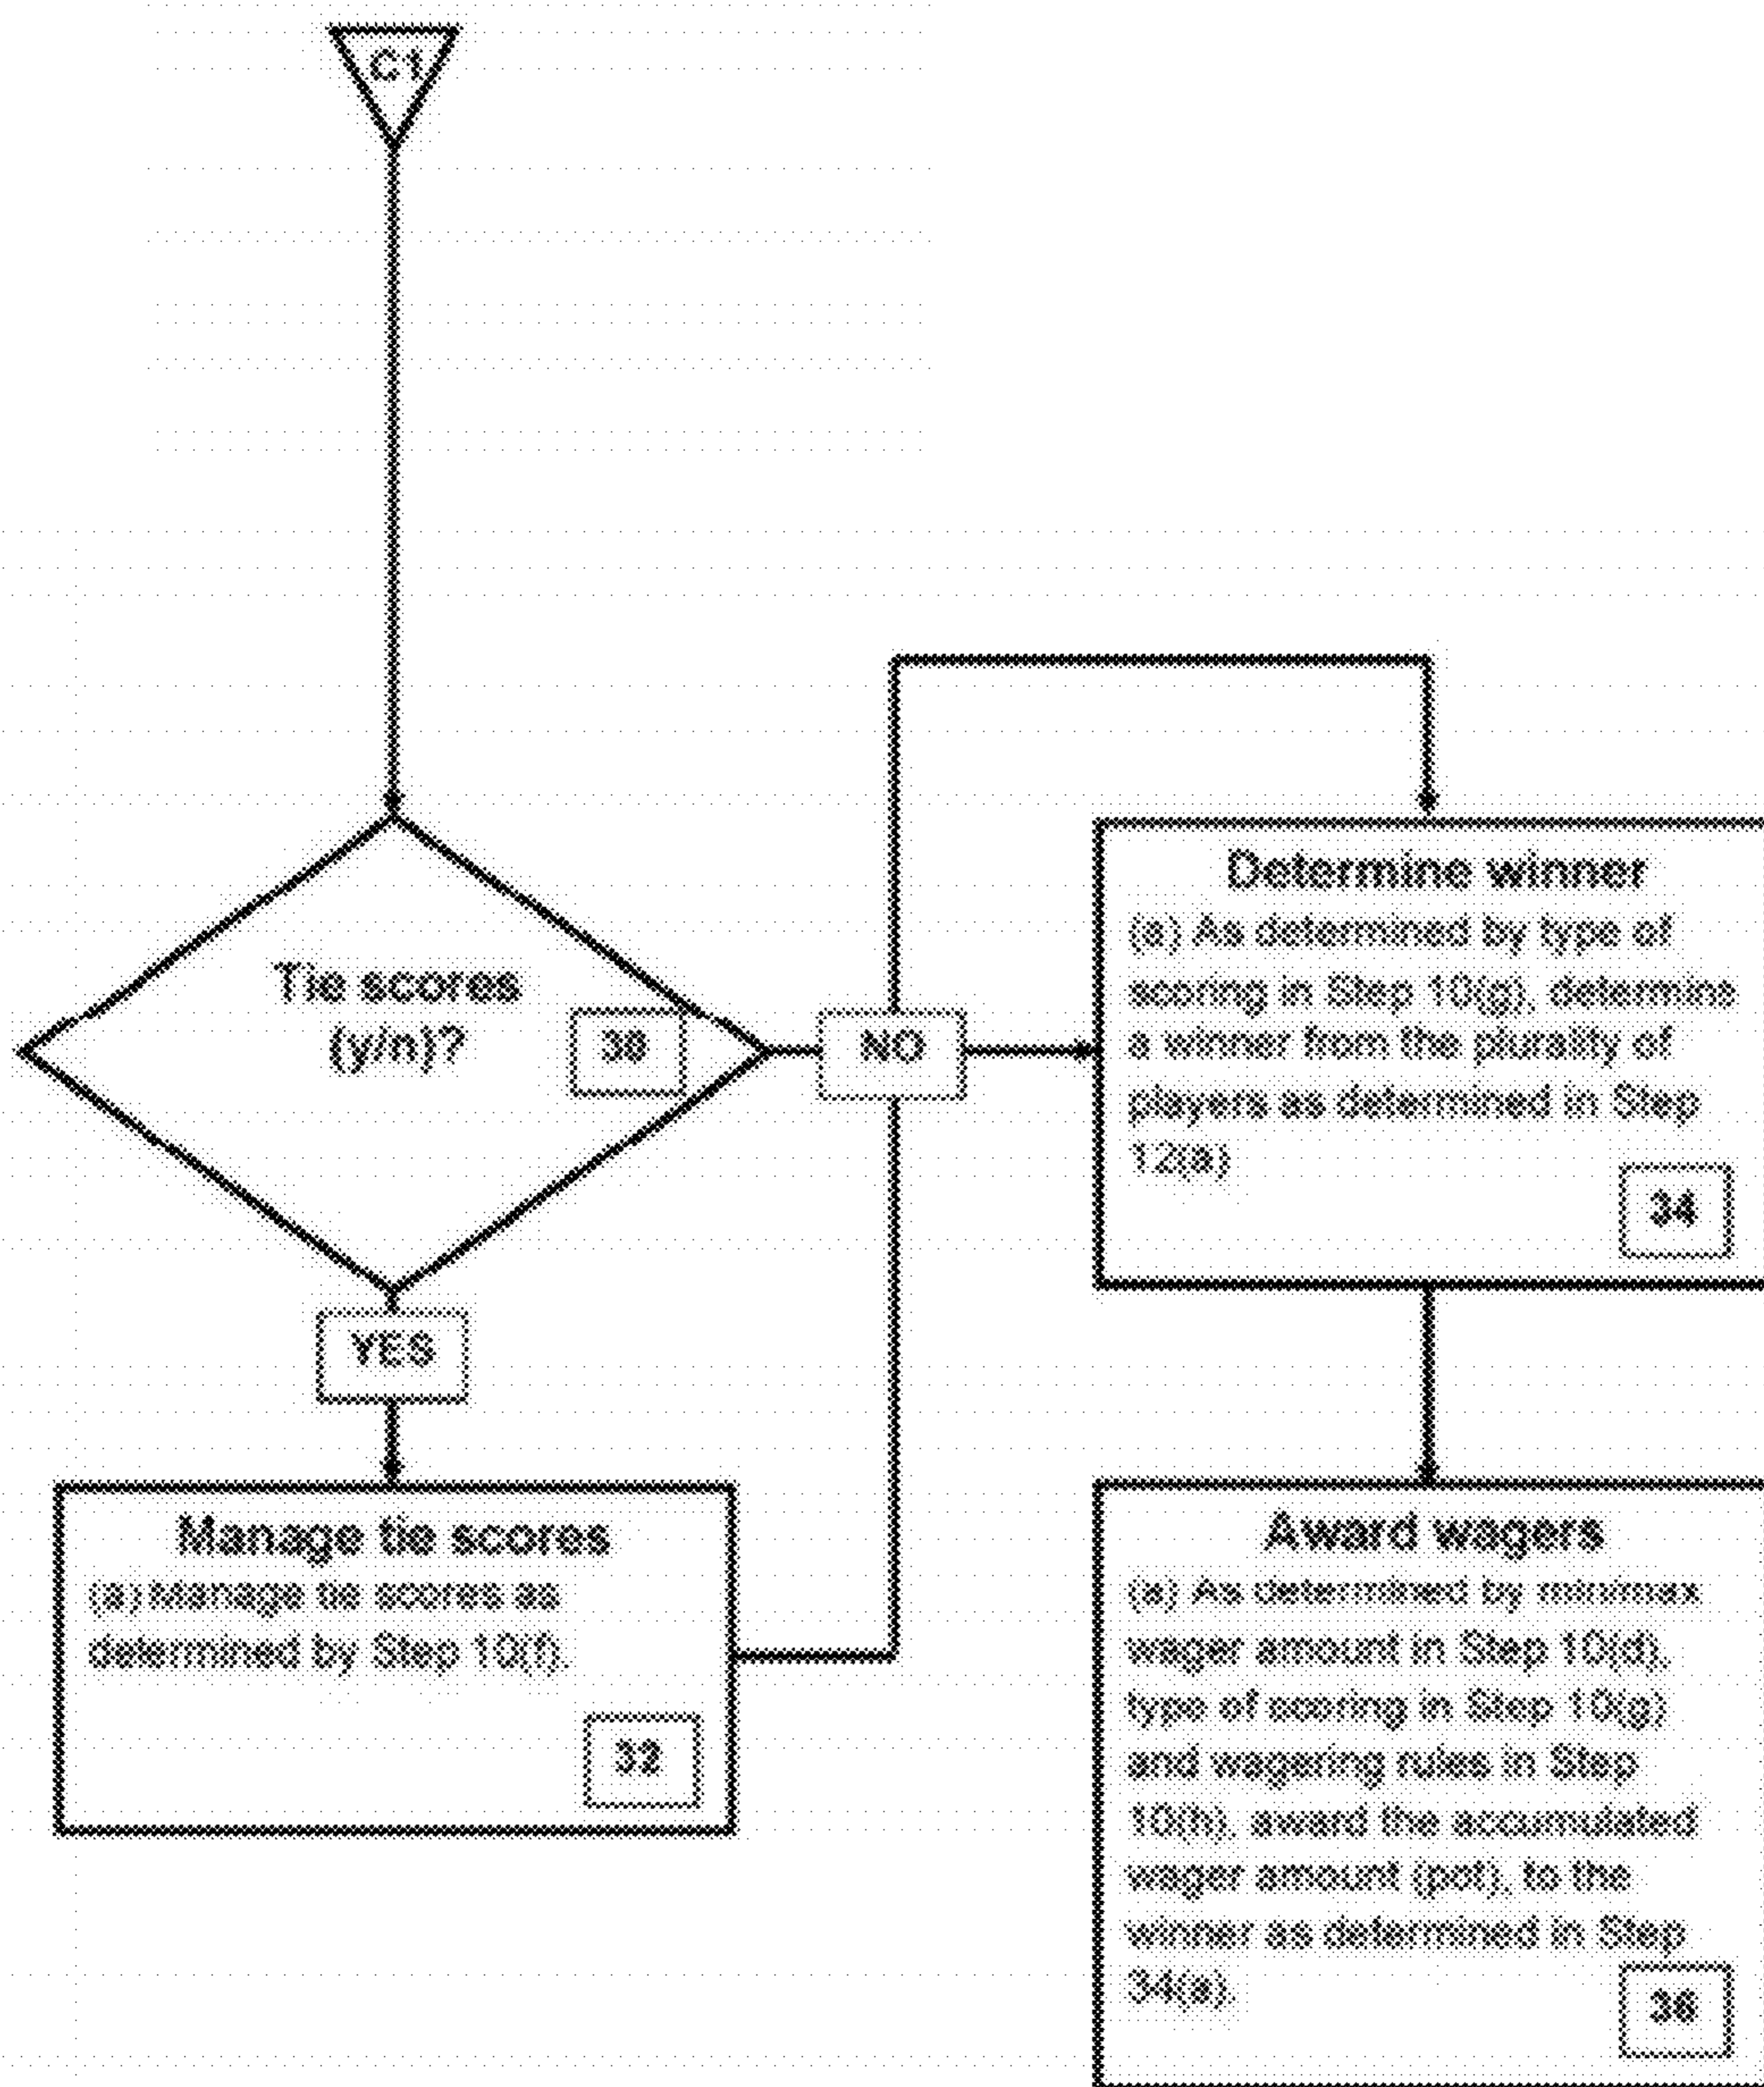 C1
Tie scores
(y/n)?
30
NO
YES
Manage tie scores
(a) Manage tie scores as
determined by Step 10(f).
32
Determine winner
(a) As determined by type of
scoring in Step 10(g), determine
a winner from the plurality of
players as determined in Step
12(a)
34
Award wagers
(a) As determined by minimax
wager amount in Step 10(d),
type of scoring in Step 10(g)
and wagering rules in Step
10(h), award the accumulated
wager amount (pot), to the
winner as determined in Step
34(a).
36